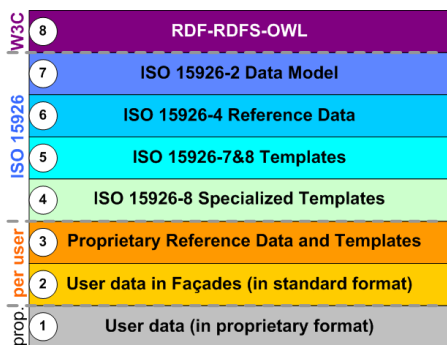 W3C
8 RDF-RDFS-OWL
ISO 15926
7 ISO 15926-2 Data Model
6 ISO 15926-4 Reference Data
5 ISO 15926-7&8 Templates
4 ISO 15926-8 Specialized Templates
per user
3 Proprietary Reference Data and Templates
2 User data in Façades (in standard format)
prop.
1 User data (in proprietary format)